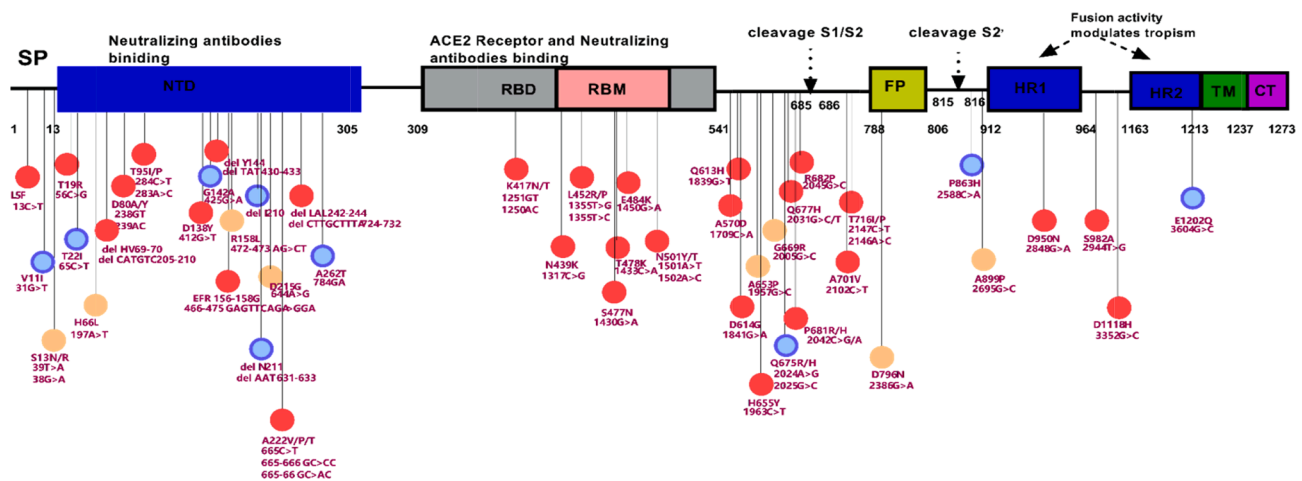 Fusion activity
modulates tropism
cleavage S1/S2
cleavage S2'
Neutralizing antibodies
biniding
ACE2 Receptor and Neutralizing
antibodies binding
SP
NTD
RBD
RBM
FP
HR1
HR2
TM
CT
1
13
305
309
541
685
686
788
806
815
816
912
964
1163
1213
1237
1273
L5F
13C>T
V11I
31G>T
S13N/R
39T>A
38G>A
T19R
56C>G
T22I
65C>T
H66L
197A>T
D80A/Y
238GT
239AC
T95I/P
284C>T
283A>C
del HV69-70
del CATGTC205-210
D138Y
412G>T
del Y144
del TAT430-433
G142A
425G>A
R158L
472-473 AG>CT
EFR 156-158G
466-475 GAGTTCAGA>GGA
del I210
D215G
644A>G
del N211
del AAT631-633
A222V/P/T
665C>T
665-666 GC>CC
665-66 GC>AC
del LAL242-244
del CTTGCTTTA724-732
A262T
784GA
K417N/T
1251GT
1250AC
N439K
1317C>G
L452R/P
1355T>G
1355T>C
E484K
1450G>A
T478K
1433C>A
S477N
1430G>A
N501Y/T
1501A>T
1502A>C
Q613H
1839G>T
A570D
1709C>A
D614G
1841G>A
A653P
1957G>C
H655Y
1963C>T
G669R
2005G>C
Q675R/H
2024A>G
2025G>C
Q677H
2031G>C/T
P681R/H
2042C>G/A
R682P
2045G>C
T716I/P
2147C>T
2146A>C
A701V
2102C>T
D796N
2386G>A
P863H
2588C>A
A899P
2695G>C
D950N
2848G>A
S982A
2944T>G
D1118H
3352G>C
E1202Q
3604G>C